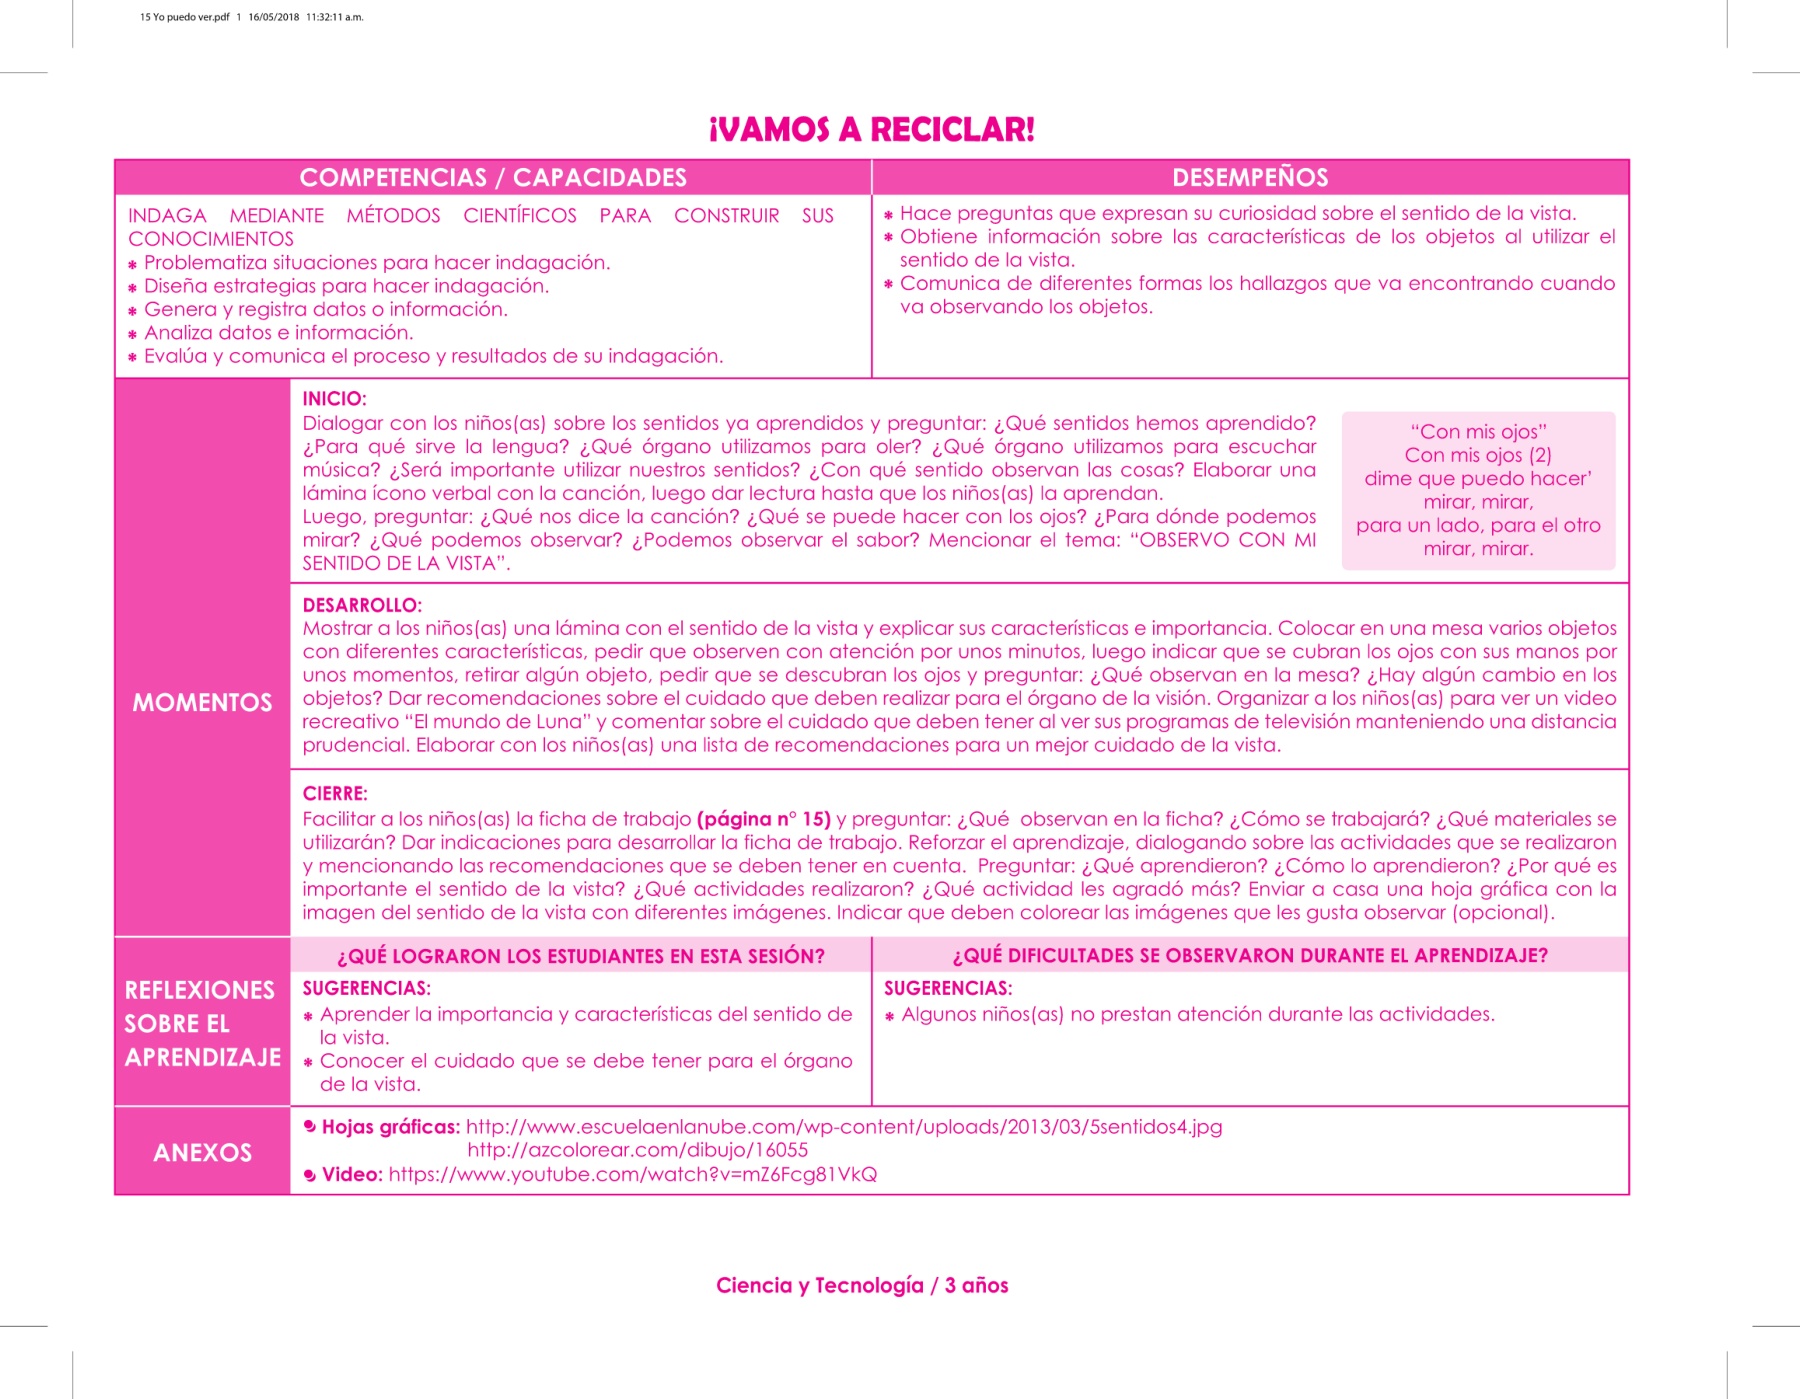 15 Yo puedo ver.pdf   1   16/05/2018   11:32:11 a.m.
¡VAMOS A RECICLAR!
COMPETENCIAS / CAPACIDADES
DESEMPEÑOS
INDAGA MEDIANTE MÉTODOS CIENTÍFICOS PARA CONSTRUIR SUS
CONOCIMIENTOS
* Problematiza situaciones para hacer indagación.
* Diseña estrategias para hacer indagación.
* Genera y registra datos o información.
* Analiza datos e información.
* Evalúa y comunica el proceso y resultados de su indagación.
* Hace preguntas que expresan su curiosidad sobre el sentido de la vista.
* Obtiene información sobre las características de los objetos al utilizar el
sentido de la vista.
* Comunica de diferentes formas los hallazgos que va encontrando cuando
va observando los objetos.
MOMENTOS
INICIO:
Dialogar con los niños(as) sobre los sentidos ya aprendidos y preguntar: ¿Qué sentidos hemos aprendido?
¿Para qué sirve la lengua? ¿Qué órgano utilizamos para oler? ¿Qué órgano utilizamos para escuchar
música? ¿Será importante utilizar nuestros sentidos? ¿Con qué sentido observan las cosas? Elaborar una
lámina ícono verbal con la canción, luego dar lectura hasta que los niños(as) la aprendan.
Luego, preguntar: ¿Qué nos dice la canción? ¿Qué se puede hacer con los ojos? ¿Para dónde podemos
mirar? ¿Qué podemos observar? ¿Podemos observar el sabor? Mencionar el tema: “OBSERVO CON MI
SENTIDO DE LA VISTA”.
“Con mis ojos”
Con mis ojos (2)
dime que puedo hacer’
mirar, mirar,
para un lado, para el otro
mirar, mirar.
DESARROLLO:
Mostrar a los niños(as) una lámina con el sentido de la vista y explicar sus características e importancia. Colocar en una mesa varios objetos
con diferentes características, pedir que observen con atención por unos minutos, luego indicar que se cubran los ojos con sus manos por
unos momentos, retirar algún objeto, pedir que se descubran los ojos y preguntar: ¿Qué observan en la mesa? ¿Hay algún cambio en los
objetos? Dar recomendaciones sobre el cuidado que deben realizar para el órgano de la visión. Organizar a los niños(as) para ver un video
recreativo “El mundo de Luna” y comentar sobre el cuidado que deben tener al ver sus programas de televisión manteniendo una distancia
prudencial. Elaborar con los niños(as) una lista de recomendaciones para un mejor cuidado de la vista.
CIERRE:
Facilitar a los niños(as) la ficha de trabajo (página n° 15) y preguntar: ¿Qué  observan en la ficha? ¿Cómo se trabajará? ¿Qué materiales se
utilizarán? Dar indicaciones para desarrollar la ficha de trabajo. Reforzar el aprendizaje, dialogando sobre las actividades que se realizaron
y mencionando las recomendaciones que se deben tener en cuenta.  Preguntar: ¿Qué aprendieron? ¿Cómo lo aprendieron? ¿Por qué es
importante el sentido de la vista? ¿Qué actividades realizaron? ¿Qué actividad les agradó más? Enviar a casa una hoja gráfica con la
imagen del sentido de la vista con diferentes imágenes. Indicar que deben colorear las imágenes que les gusta observar (opcional).
REFLEXIONES
SOBRE EL
APRENDIZAJE
¿QUÉ LOGRARON LOS ESTUDIANTES EN ESTA SESIÓN?
SUGERENCIAS:
* Aprender la importancia y características del sentido de
la vista.
* Conocer el cuidado que se debe tener para el órgano
de la vista.
¿QUÉ DIFICULTADES SE OBSERVARON DURANTE EL APRENDIZAJE?
SUGERENCIAS:
* Algunos niños(as) no prestan atención durante las actividades.
ANEXOS
Hojas gráficas: http://www.escuelaenlanube.com/wp-content/uploads/2013/03/5sentidos4.jpg
http://azcolorear.com/dibujo/16055
Video: https://www.youtube.com/watch?v=mZ6Fcg81VkQ
Ciencia y Tecnología / 3 años